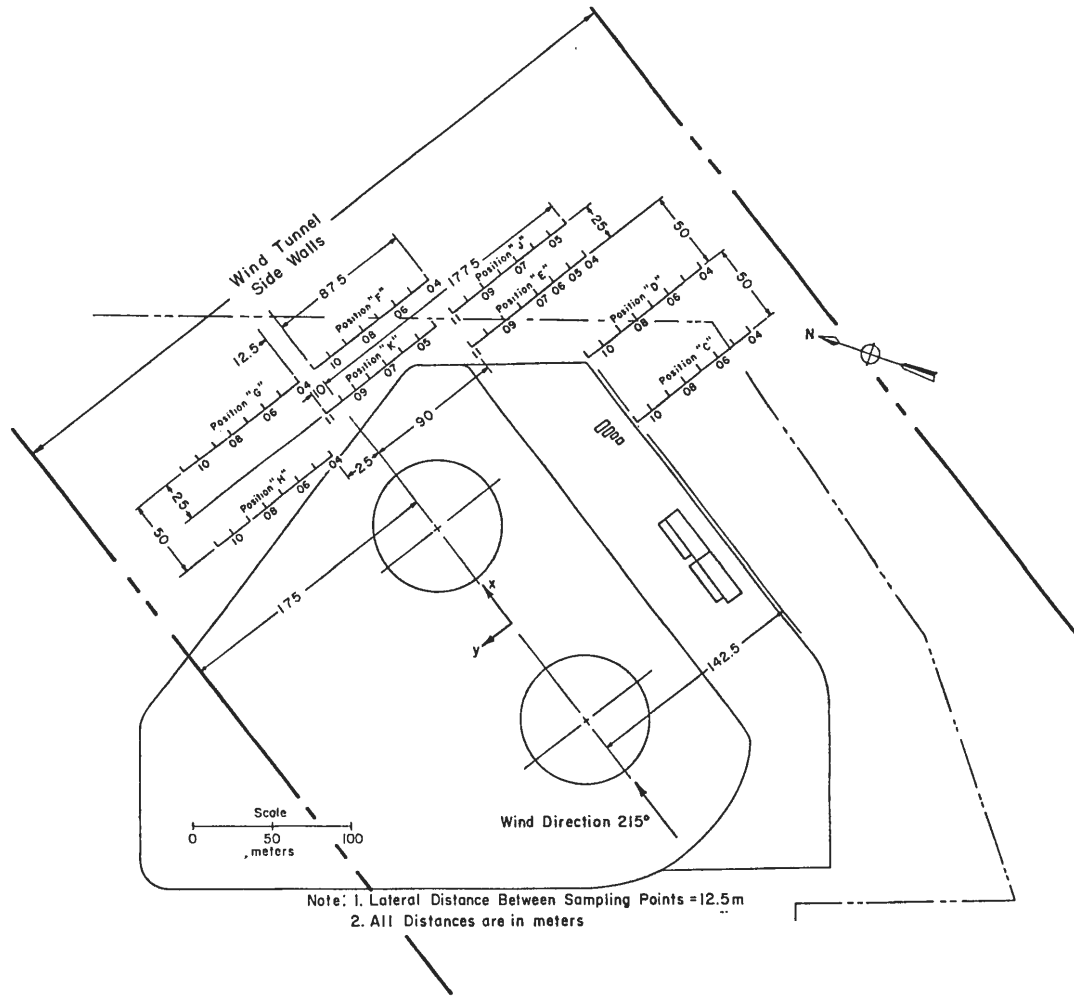 Wind Tunnel
Side Walls
87.5
177.5
12.5
10
25
50
50
Position "F"
04
06
08
10
Position "J"
05
07
09
11
Position "E"
04
05
06
07
09
11
Position "D"
04
06
08
Position "C"
04
06
08
10
Position "K"
05
07
09
11
Position "G"
04
06
08
10
Position "H"
04
06
08
10
25
50
25
90
175
142.5
N
x
y
Scale
0 50 100
meters
Wind Direction 215°
Note: 1. Lateral Distance Between Sampling Points = 12.5m
2. All Distances are in meters